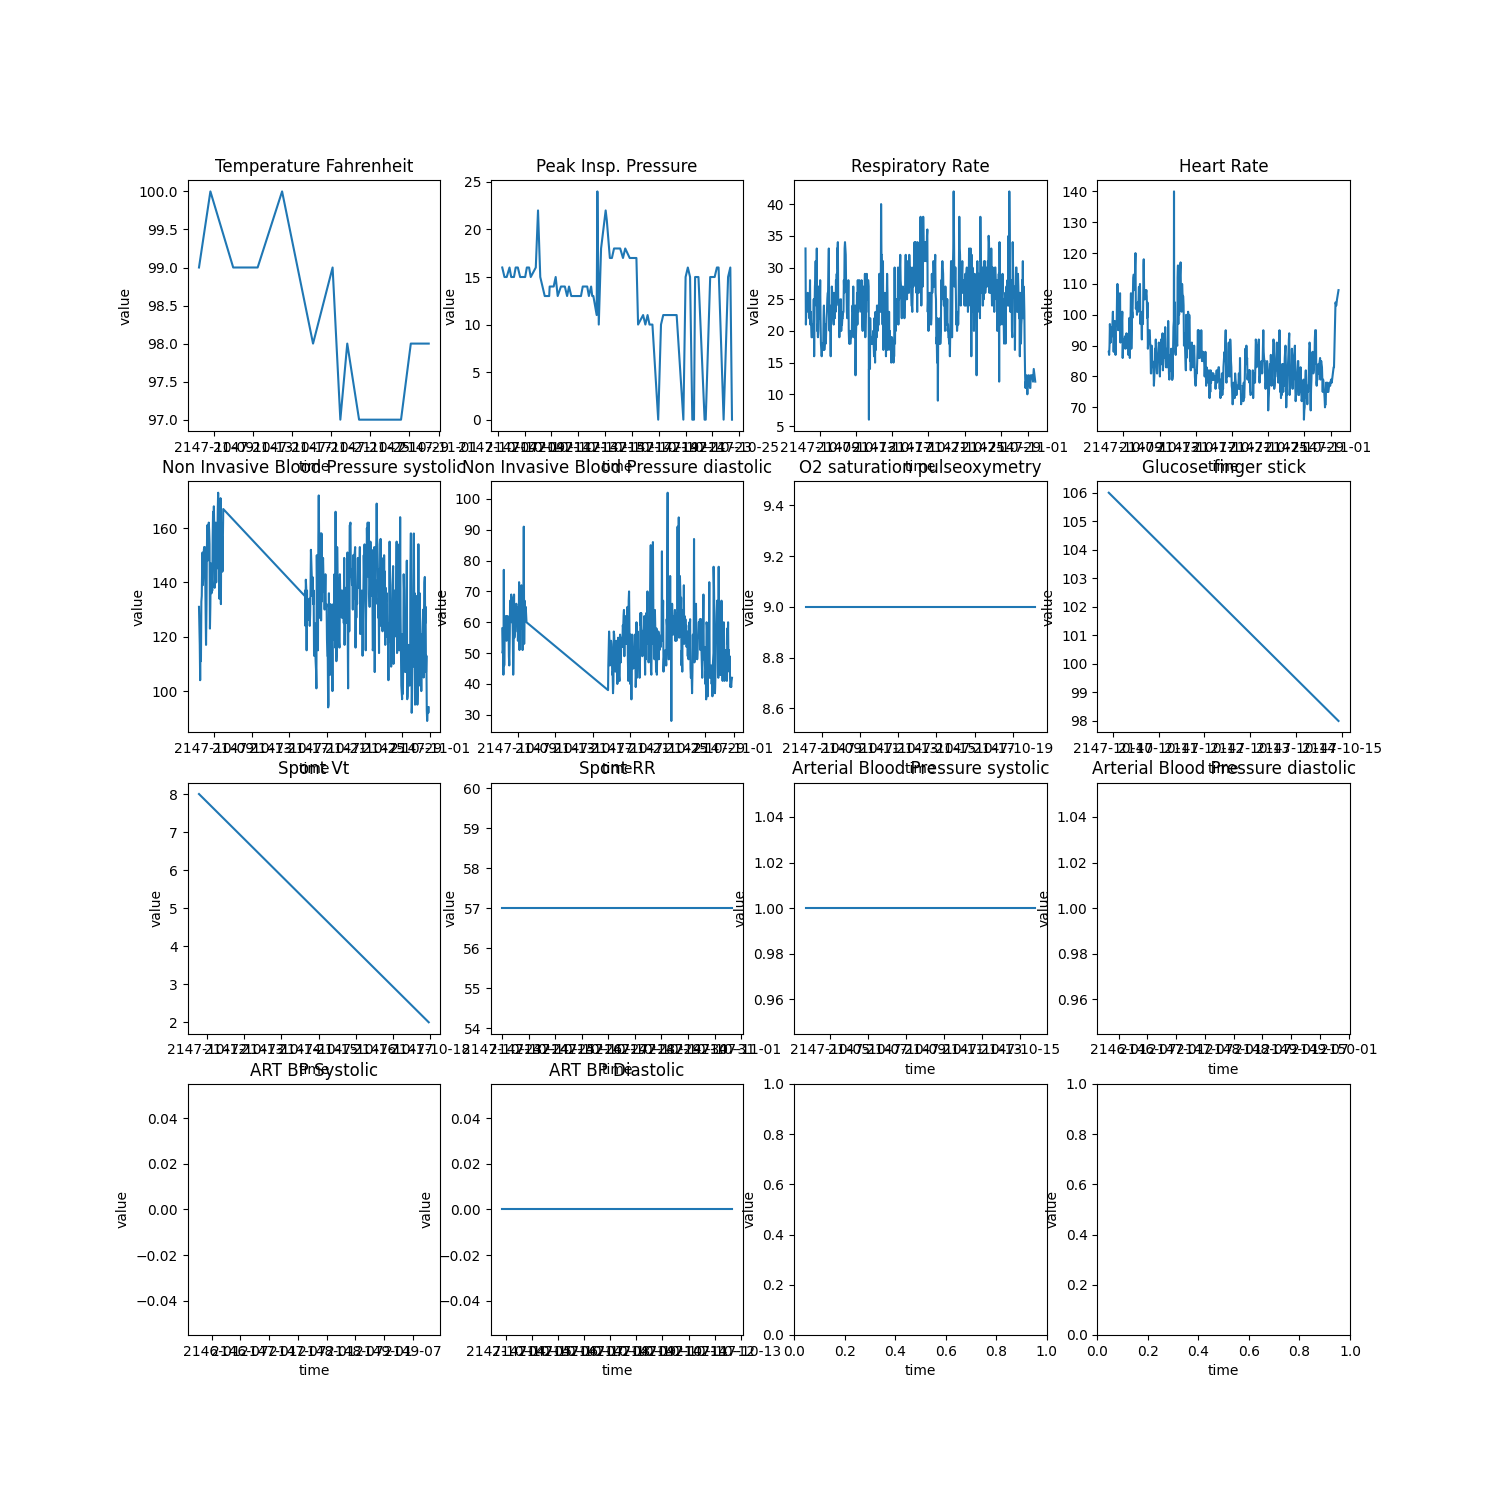 Temperature Fahrenheit
Peak Insp. Pressure
Respiratory Rate
Heart Rate
100.0
99.5
99.0
98.5
98.0
97.5
97.0
value
25
20
15
10
5
0
value
40
35
30
25
20
15
10
5
value
140
130
120
110
100
90
80
70
value
time
time
time
time
Non Invasive Blood Pressure systolic
Non Invasive Blood Pressure diastolic
O2 saturation pulseoxymetry
Glucose finger stick
160
140
120
100
value
100
90
80
70
60
50
40
30
value
9.4
9.2
9.0
8.8
8.6
value
106
105
104
103
102
101
100
99
98
value
time
time
time
time
Spont Vt
Spont RR
Arterial Blood Pressure systolic
Arterial Blood Pressure diastolic
8
7
6
5
4
3
2
value
60
59
58
57
56
55
54
value
1.04
1.02
1.00
0.98
0.96
value
1.04
1.02
1.00
0.98
0.96
value
time
time
time
time
ART BP Systolic
ART BP Diastolic
0.04
0.02
0.00
−0.02
−0.04
value
0.04
0.02
0.00
−0.02
−0.04
value
1.0
0.8
0.6
0.4
0.2
0.0
value
1.0
0.8
0.6
0.4
0.2
0.0
value
0.0 0.2 0.4 0.6 0.8 1.0
0.0 0.2 0.4 0.6 0.8 1.0
time
time
time
time